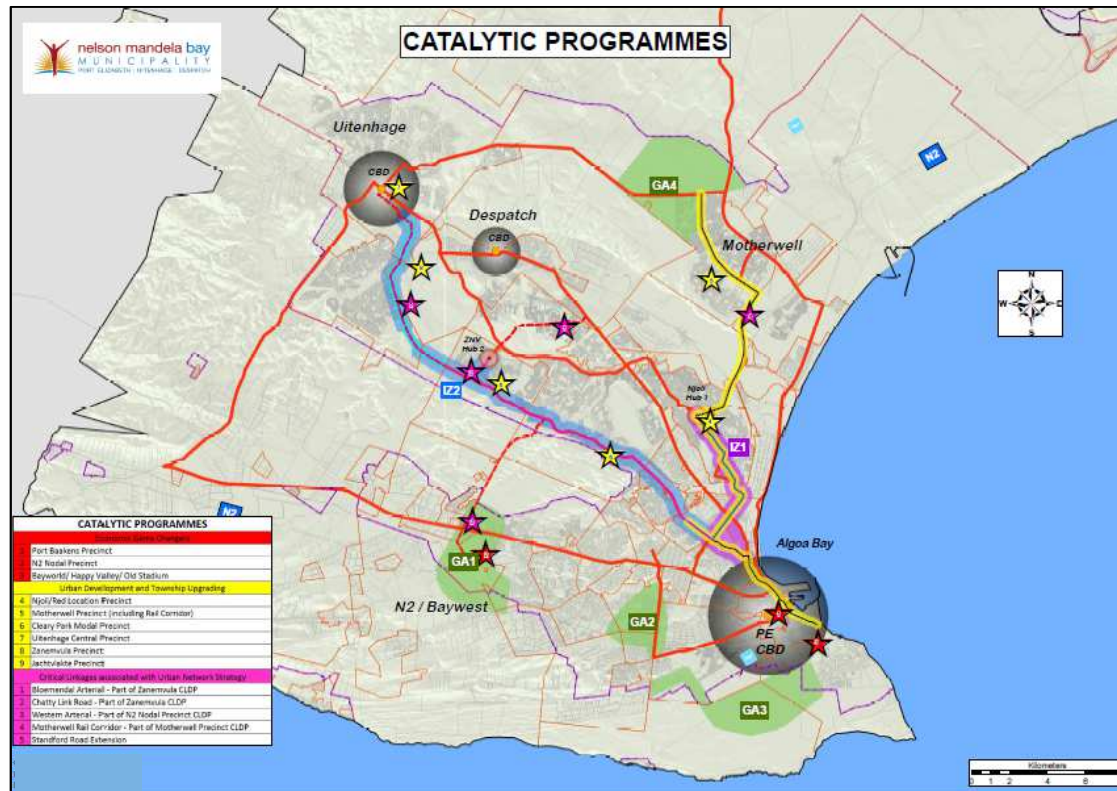 nelson mandela bay
MUNICIPALITY
PORT ELIZABETH | UITENHAGE | DESPATCH
CATALYTIC PROGRAMMES
Uitenhage
CBD
Despatch
CBD
GA4
Motherwell
N2
N
W E
S
ZNV
Hub 2
IZ2
Njoli
Hub 1
IZ1
N2
GA1
N2 / Baywest
GA2
Algoa Bay
PE
CBD
GA3
CATALYTIC PROGRAMMES
Economic Game Changers
Port Baakens Precinct
N2 Nodal Precinct
Bayworld/ Happy Valley/ Old Stadium
Urban Development and Township Upgrading
4 Njoli/Red Location Precinct
5 Motherwell Precinct (including Rail Corridor)
6 Cleary Park Modal Precinct
7 Uitenhage Central Precinct
8 Zanemvula Precinct
9 Jachtvlakte Precinct
Critical Linkages associated with Urban Network Strategy
1 Bloemendal Arterial - Part of Zanemvula CLDP
2 Chatty Link Road - Part of Zanemvula CLDP
3 Western Arterial - Part of N2 Nodal Precinct CLDP
4 Motherwell Rail Corridor - Part of Motherwell Precinct CLDP
5 Standford Road Extension
Kilometers
0 1 2 4 6